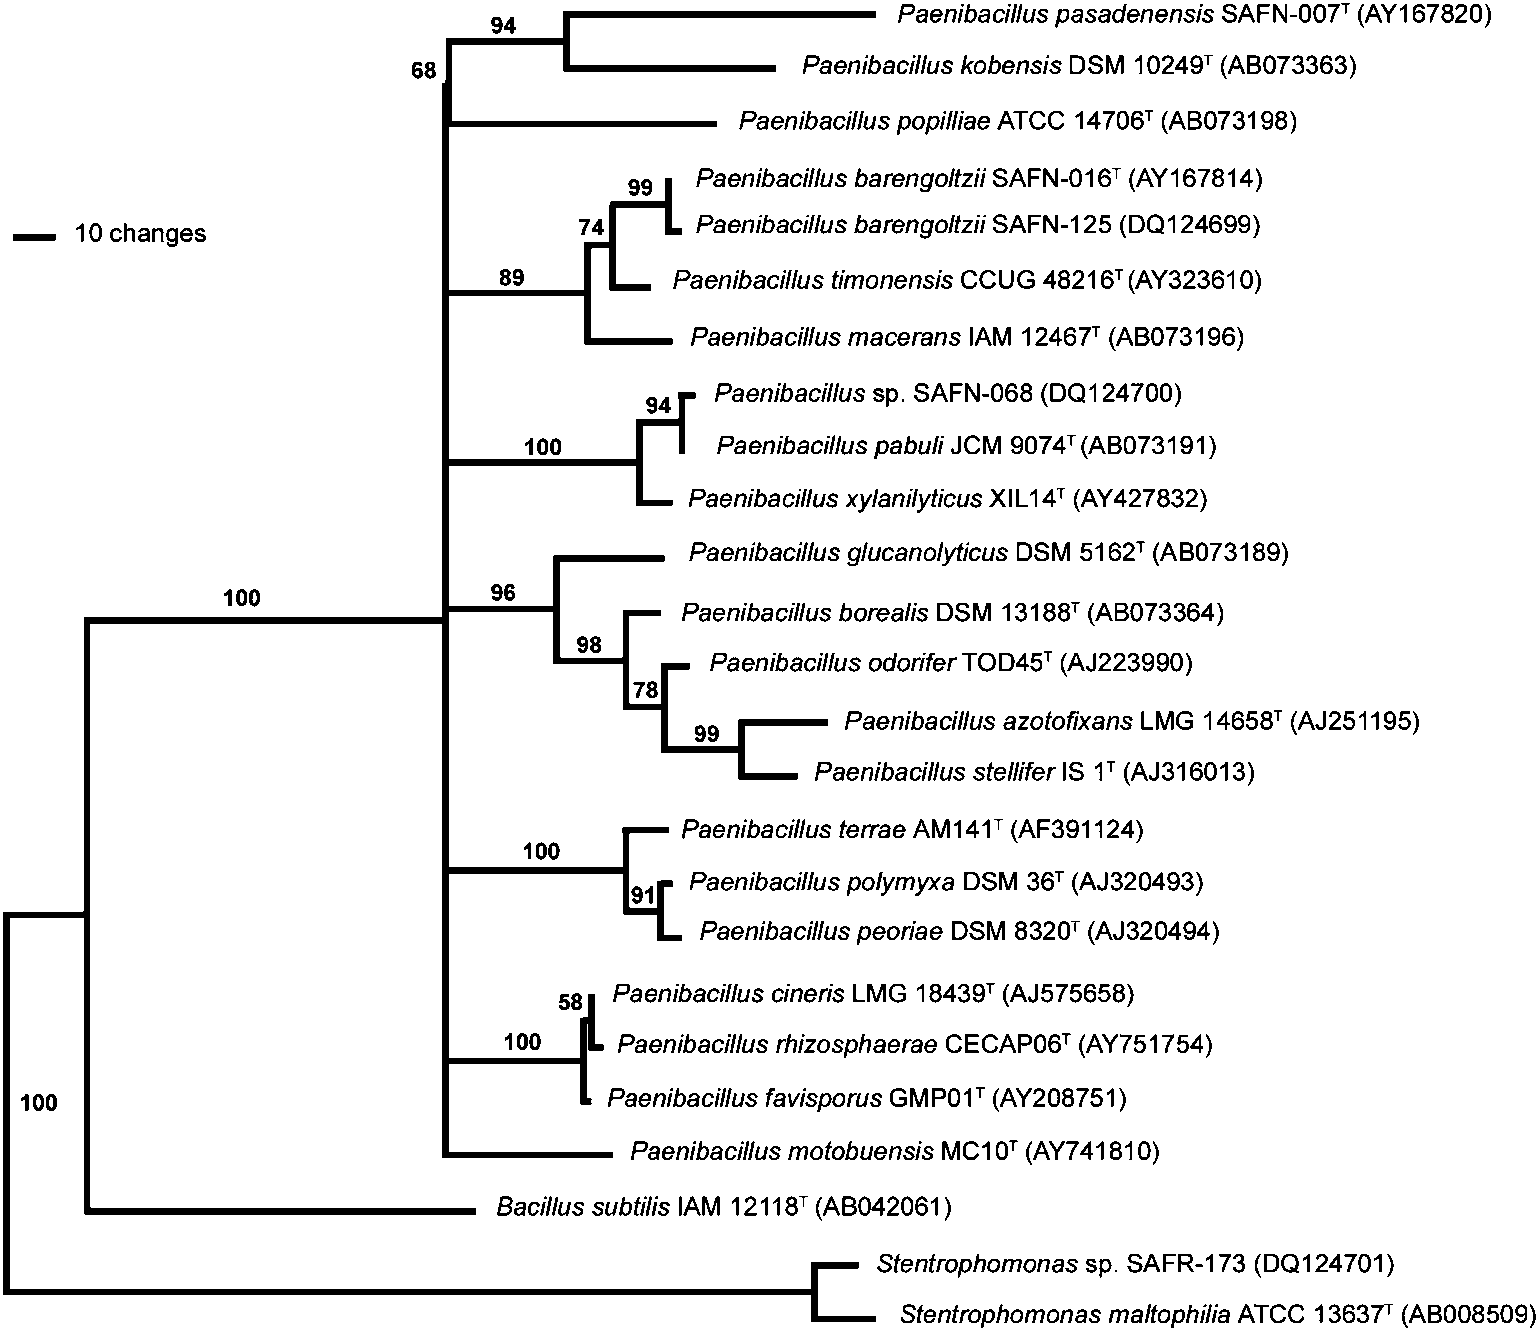 94
Paenibacillus pasadenensis SAFN-007ᵀ (AY167820)
68
Paenibacillus kobensis DSM 10249ᵀ (AB073363)
Paenibacillus popilliae ATCC 14706ᵀ (AB073198)
99
Paenibacillus barengoltzii SAFN-016ᵀ (AY167814)
10 changes
74
Paenibacillus barengoltzii SAFN-125 (DQ124699)
89
Paenibacillus timonensis CCUG 48216ᵀ (AY323610)
Paenibacillus macerans IAM 12467ᵀ (AB073196)
94
Paenibacillus sp. SAFN-068 (DQ124700)
100
Paenibacillus pabuli JCM 9074ᵀ (AB073191)
Paenibacillus xylanilyticus XIL14ᵀ (AY427832)
Paenibacillus glucanolyticus DSM 5162ᵀ (AB073189)
100
96
Paenibacillus borealis DSM 13188ᵀ (AB073364)
98
Paenibacillus odorifer TOD45ᵀ (AJ223990)
78
Paenibacillus azotofixans LMG 14658ᵀ (AJ251195)
99
Paenibacillus stellifer IS 1ᵀ (AJ316013)
Paenibacillus terrae AM141ᵀ (AF391124)
100
91
Paenibacillus polymyxa DSM 36ᵀ (AJ320493)
Paenibacillus peoriae DSM 8320ᵀ (AJ320494)
58
Paenibacillus cineris LMG 18439ᵀ (AJ575658)
100
Paenibacillus rhizosphaerae CECAP06ᵀ (AY751754)
100
Paenibacillus favisporus GMP01ᵀ (AY208751)
Paenibacillus motobuensis MC10ᵀ (AY741810)
Bacillus subtilis IAM 12118ᵀ (AB042061)
Stentrophomonas sp. SAFR-173 (DQ124701)
Stentrophomonas maltophilia ATCC 13637ᵀ (AB008509)